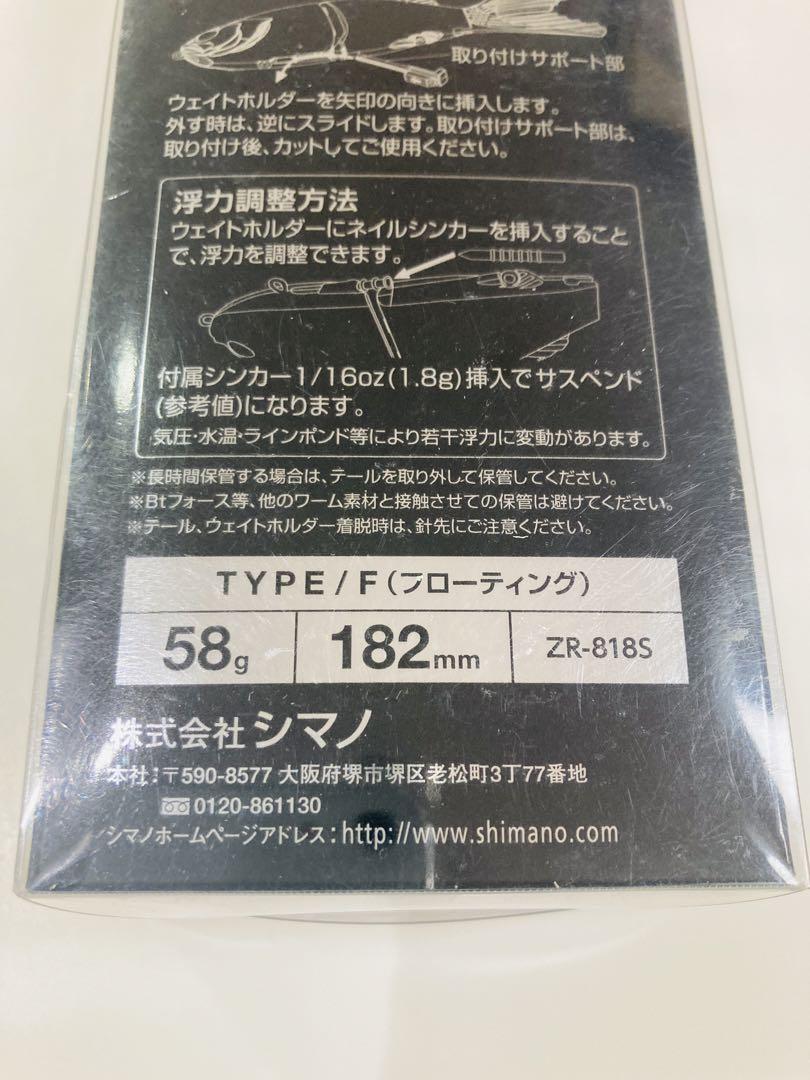 取り付けサポート部
ウェイトホルダーを矢印の向きに挿入します。
外す時は、逆にスライドします。取り付けサポート部は、
取り付け後、カットしてご使用ください。
浮力調整方法
ウェイトホルダーにネイルシンカーを挿入すること
で、浮力を調整できます。
付属シンカー1/16oz(1.8g)挿入でサスペンド
(参考値)になります。
気圧・水温・ラインポンド等により若干浮力に変動があります。
※長時間保管する場合は、テールを取り外して保管してください。
※Btフォース等、他のワーム素材と接触させての保管は避けてください。
※テール、ウェイトホルダー着脱時は、針先にご注意ください。
TYPE/F(フローティング)
58g 182mm ZR-818S
株式会社シマノ
本社:〒590-8577 大阪府堺市堺区老松町3丁77番地
0120-861130
シマノホームページアドレス:http://www.shimano.com